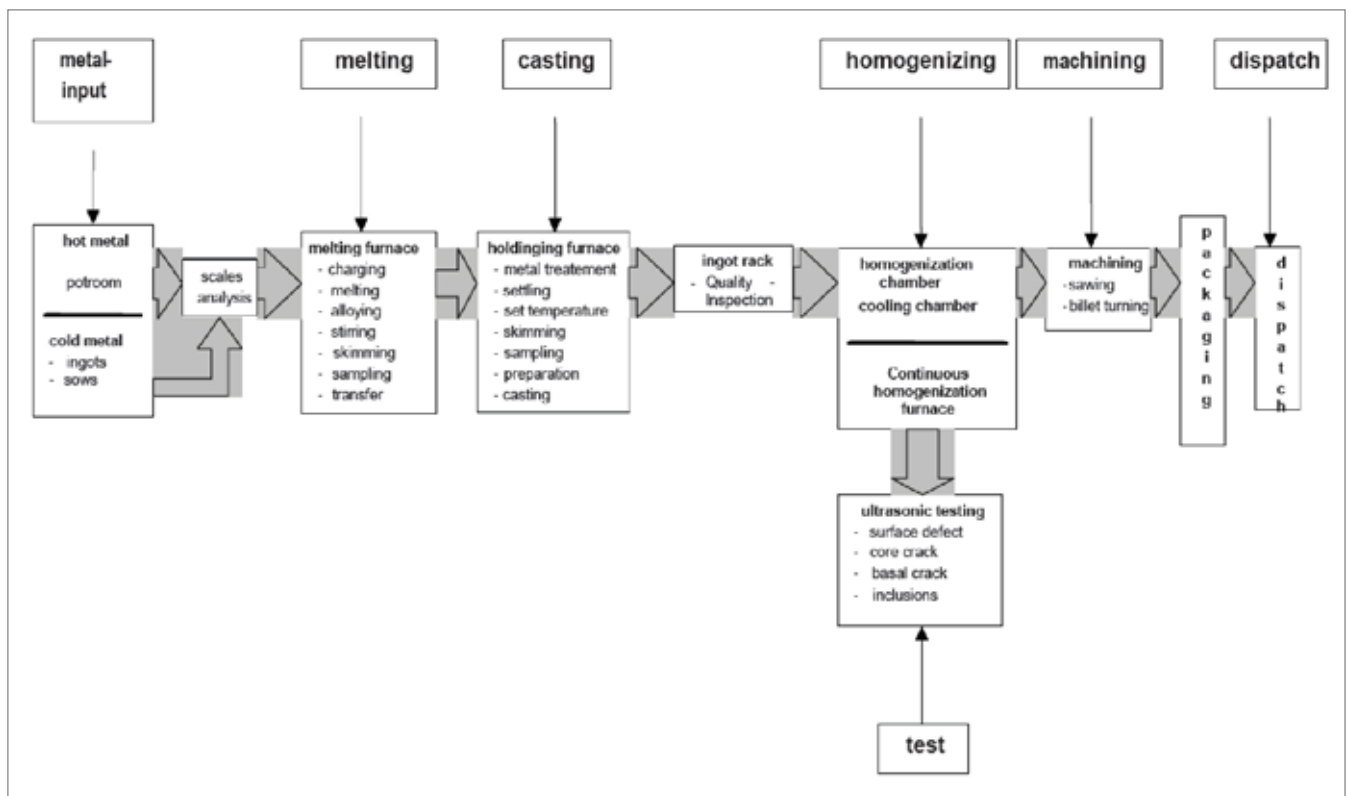 metal-
input
melting
casting
homogenizing
machining
dispatch
hot metal
potroom
cold metal
- ingots
- sows
scales
analysis
melting furnace
- charging
- melting
- alloying
- stirring
- skimming
- sampling
- transfer
holdinging furnace
- metal treatement
- settling
- set temperature
- skimming
- sampling
- preparation
- casting
ingot rack
- Quality -
Inspection
homogenization
chamber
cooling chamber
Continuous
homogenization
furnace
machining
-sawing
-billet turning
packaging
dispatch
ultrasonic testing
- surface defect
- core crack
- basal crack
- inclusions
test